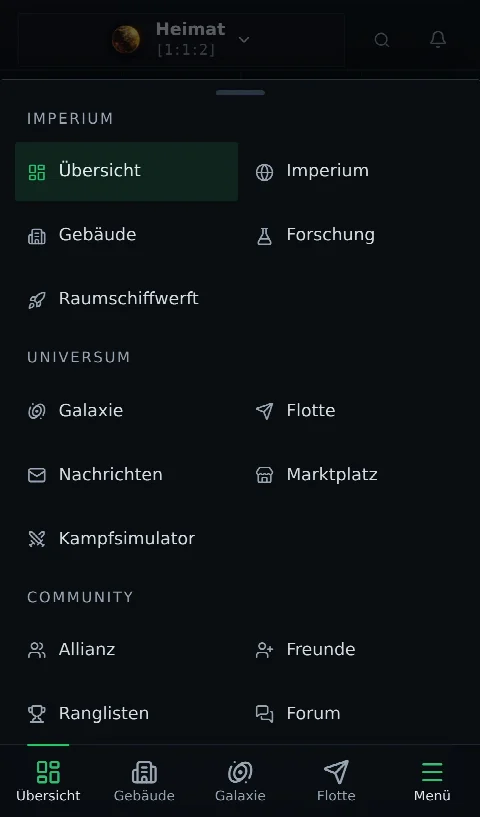 Heimat
[1:1:2]
IMPERIUM
Übersicht
Imperium
Gebäude
Forschung
Raumschiffwerft
UNIVERSUM
Galaxie
Flotte
Nachrichten
Marktplatz
Kampfsimulator
COMMUNITY
Allianz
Freunde
Ranglisten
Forum
Übersicht
Gebäude
Galaxie
Flotte
Menü